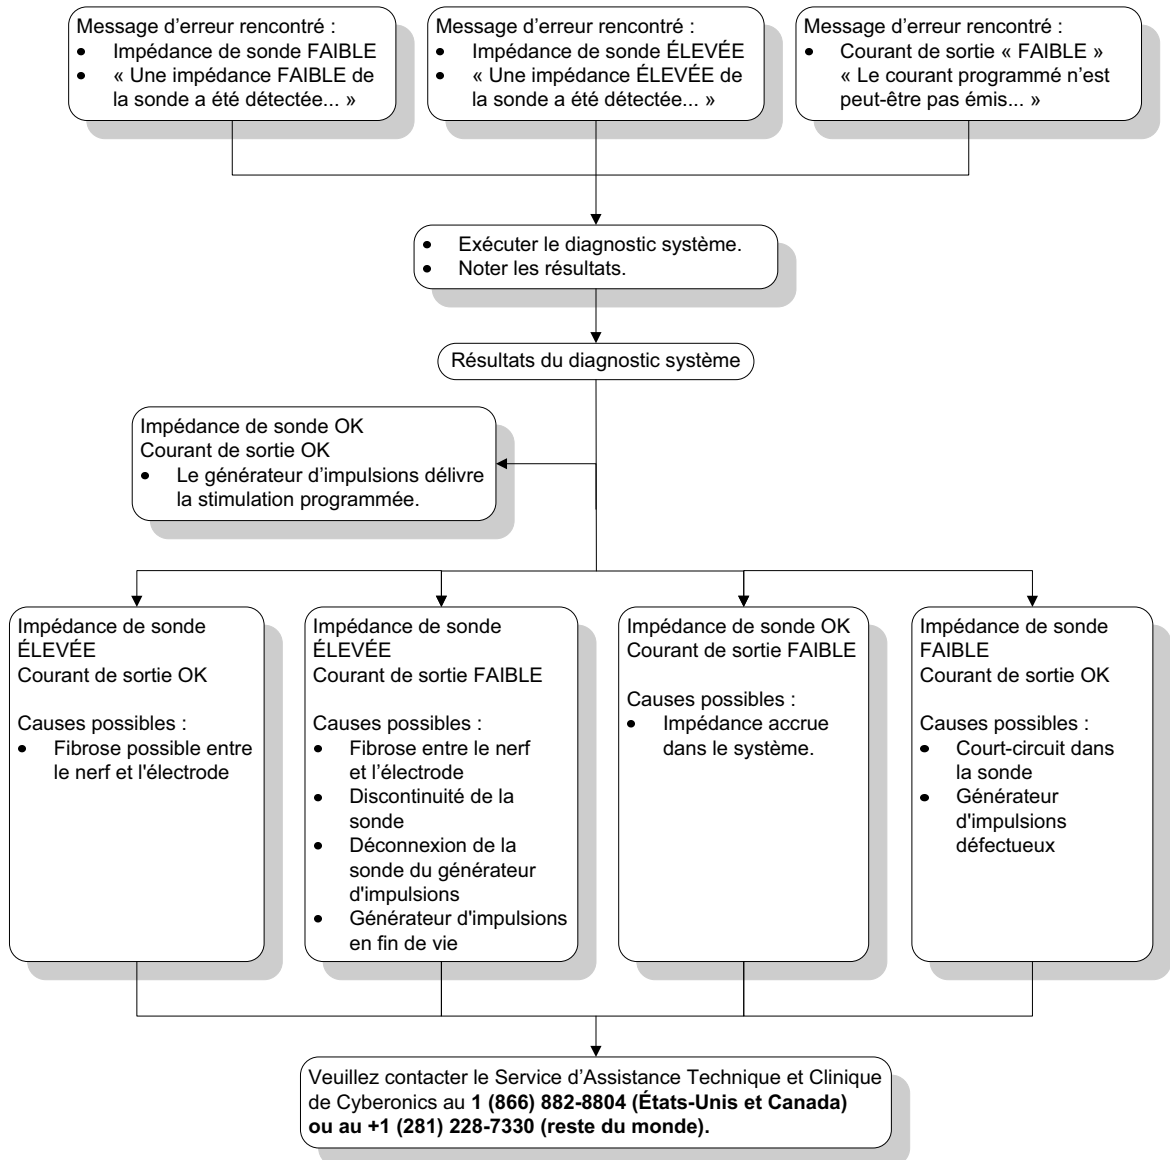 Message d'erreur rencontré :
• Impédance de sonde FAIBLE
• « Une impédance FAIBLE de
la sonde a été détectée... »
Message d'erreur rencontré :
• Impédance de sonde ÉLEVÉE
• « Une impédance ÉLEVÉE de
la sonde a été détectée... »
Message d'erreur rencontré :
• Courant de sortie « FAIBLE »
« Le courant programmé n'est
peut-être pas émis... »
• Exécuter le diagnostic système.
• Noter les résultats.
Résultats du diagnostic système
Impédance de sonde OK
Courant de sortie OK
• Le générateur d'impulsions délivre
la stimulation programmée.
Impédance de sonde
ÉLEVÉE
Courant de sortie OK
Causes possibles :
• Fibrose possible entre
le nerf et l'électrode
Impédance de sonde
ÉLEVÉE
Courant de sortie FAIBLE
Causes possibles :
• Fibrose entre le nerf
et l'électrode
• Discontinuité de la
sonde
• Déconnexion de la
sonde du générateur
d'impulsions
• Générateur d'impulsions
en fin de vie
Impédance de sonde OK
Courant de sortie FAIBLE
Causes possibles :
• Impédance accrue
dans le système.
Impédance de sonde
FAIBLE
Courant de sortie OK
Causes possibles :
• Court-circuit dans
la sonde
• Générateur
d'impulsions
défectueux
Veuillez contacter le Service d'Assistance Technique et Clinique
de Cyberonics au 1 (866) 882-8804 (États-Unis et Canada)
ou au +1 (281) 228-7330 (reste du monde).